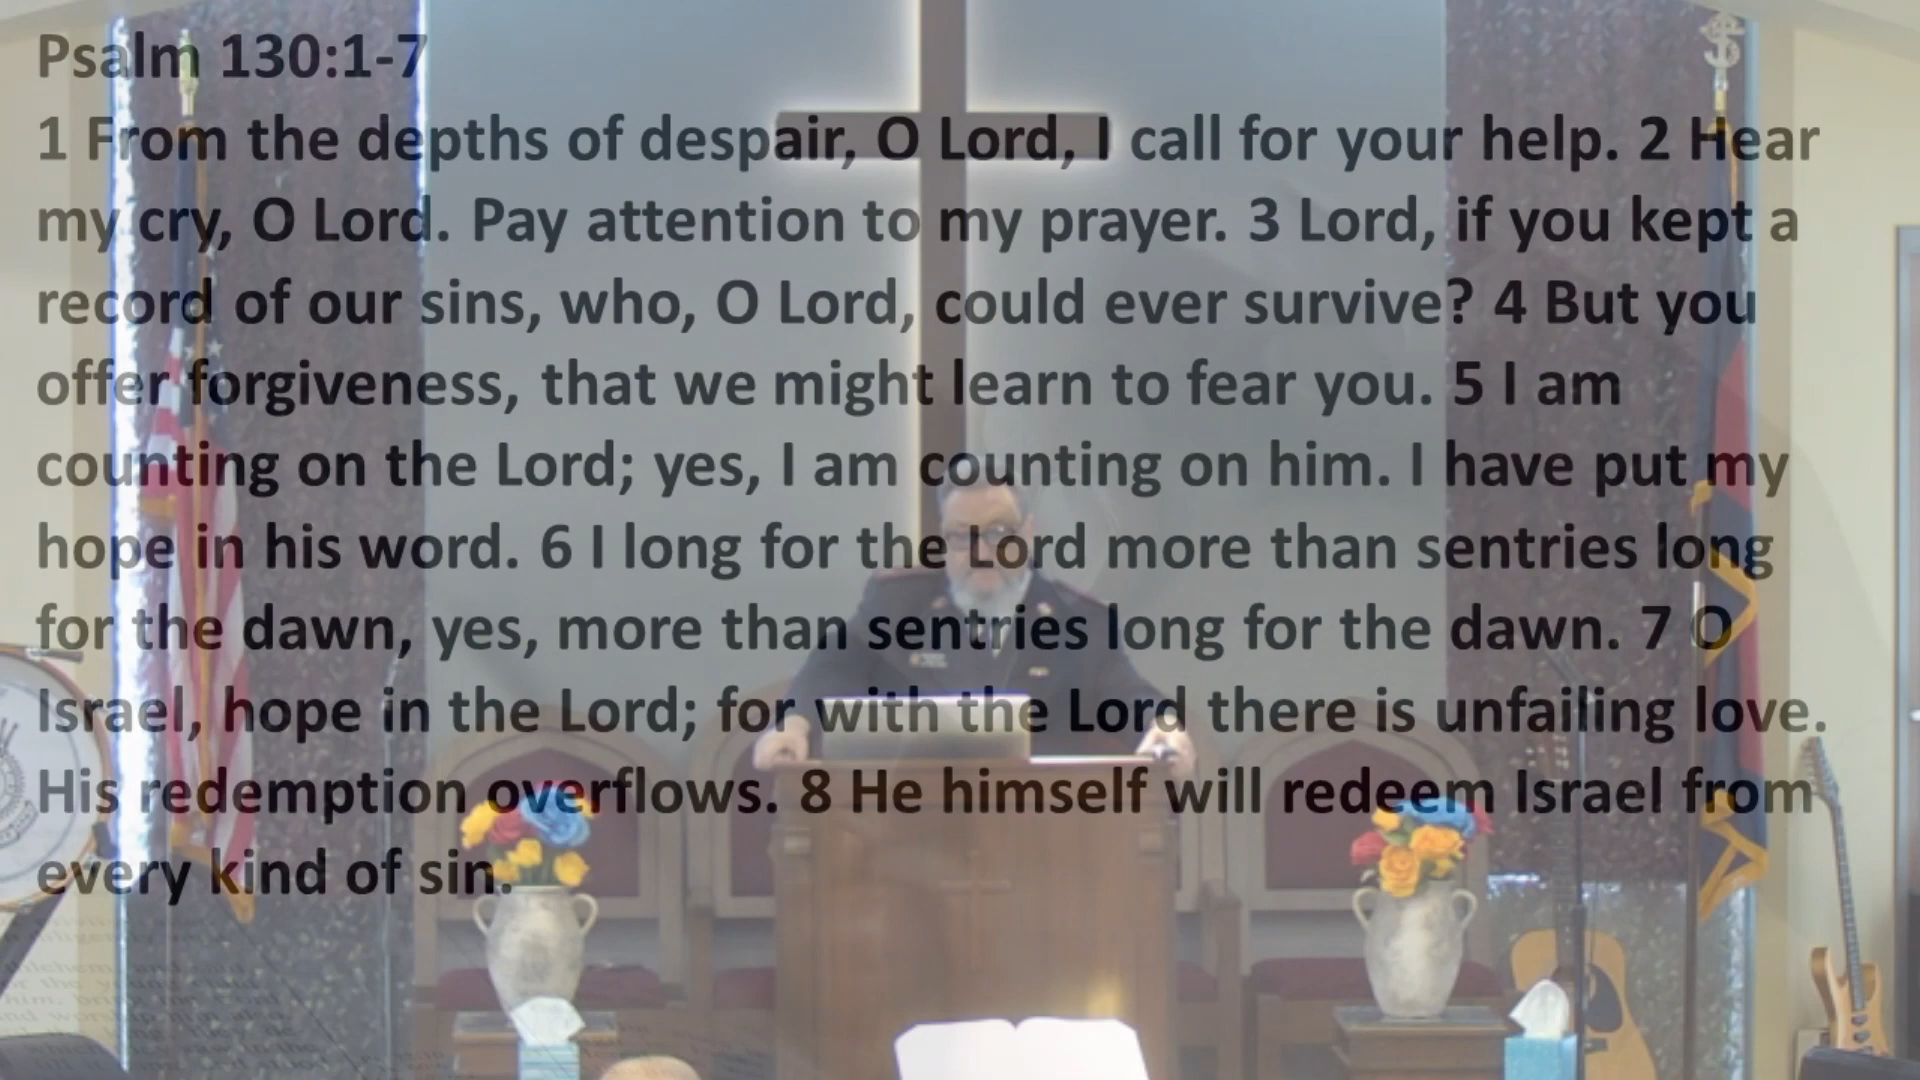 Psalm 130:1-7
1 From the depths of despair, O Lord, I call for your help. 2 Hear
my cry, O Lord. Pay attention to my prayer. 3 Lord, if you kept a
record of our sins, who, O Lord, could ever survive? 4 But you
offer forgiveness, that we might learn to fear you. 5 I am
counting on the Lord; yes, I am counting on him. I have put my
hope in his word. 6 I long for the Lord more than sentries long
for the dawn, yes, more than sentries long for the dawn. 7 O
Israel, hope in the Lord; for with the Lord there is unfailing love.
His redemption overflows. 8 He himself will redeem Israel from
every kind of sin.